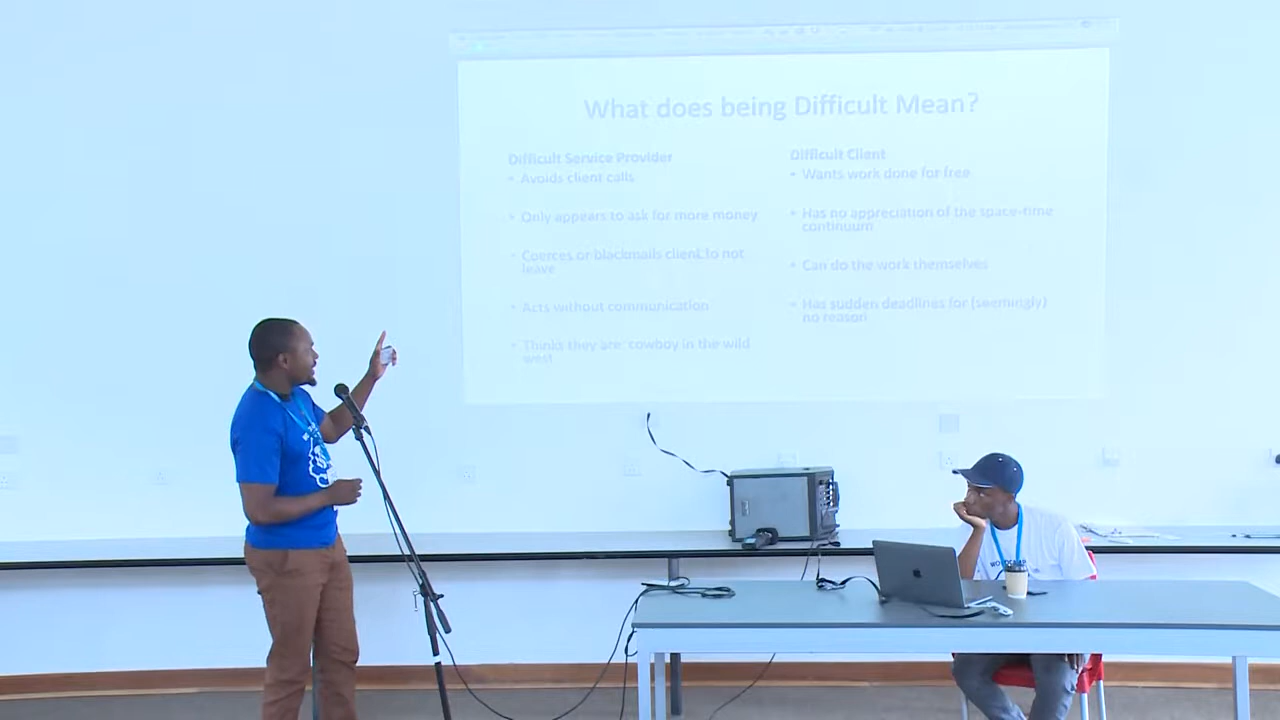 What does being Difficult Mean?
Difficult Service Provider
• Avoids client calls
• Only appears to ask for more money
• Coerces or blackmails client to not
leave
• Acts without communication
• Thinks they are cowboy in the wild
west
Difficult Client
• Wants work done for free
• Has no appreciation of the space-time
continuum
• Can do the work themselves
• Has sudden deadlines for (seemingly)
no reason